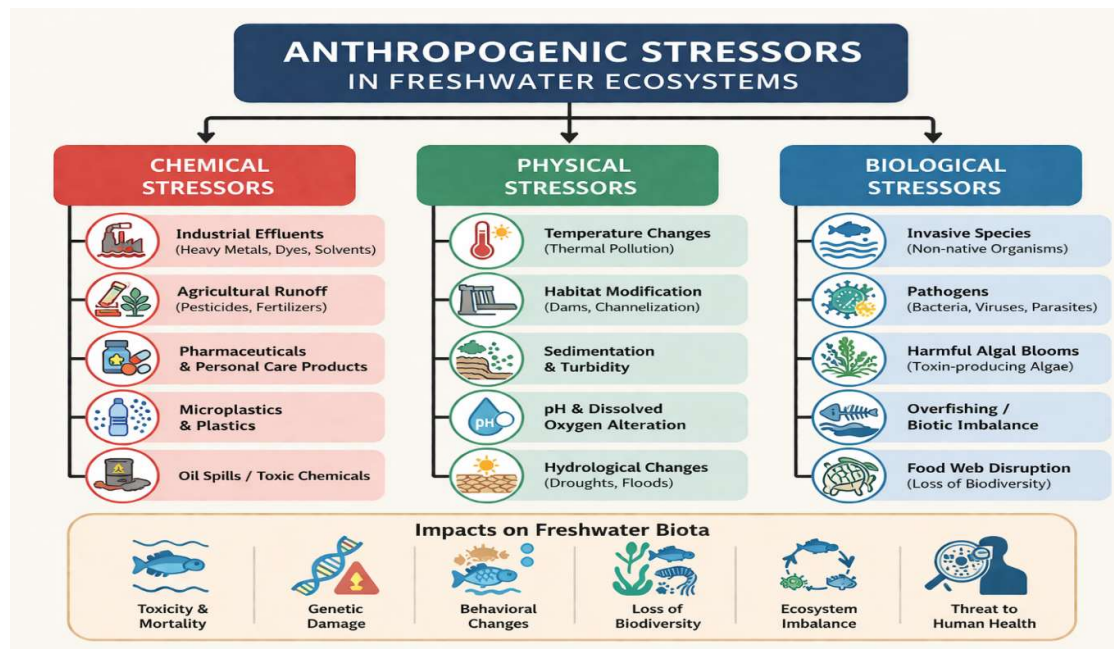 ANTHROPOGENIC STRESSORS
IN FRESHWATER ECOSYSTEMS
CHEMICAL
STRESSORS
Industrial Effluents
(Heavy Metals, Dyes, Solvents)
Agricultural Runoff
(Pesticides, Fertilizers)
Pharmaceuticals
& Personal Care Products
Microplastics
& Plastics
Oil Spills / Toxic Chemicals
PHYSICAL
STRESSORS
Temperature Changes
(Thermal Pollution)
Habitat Modification
(Dams, Channelization)
Sedimentation
& Turbidity
pH
pH & Dissolved
Oxygen Alteration
Hydrological Changes
(Droughts, Floods)
BIOLOGICAL
STRESSORS
Invasive Species
(Non-native Organisms)
Pathogens
(Bacteria, Viruses, Parasites)
Harmful Algal Blooms
(Toxin-producing Algae)
Overfishing /
Biotic Imbalance
Food Web Disruption
(Loss of Biodiversity)
Impacts on Freshwater Biota
Toxicity &
Mortality
Genetic
Damage
Behavioral
Changes
Loss of
Biodiversity
Ecosystem
Imbalance
Threat to
Human Health